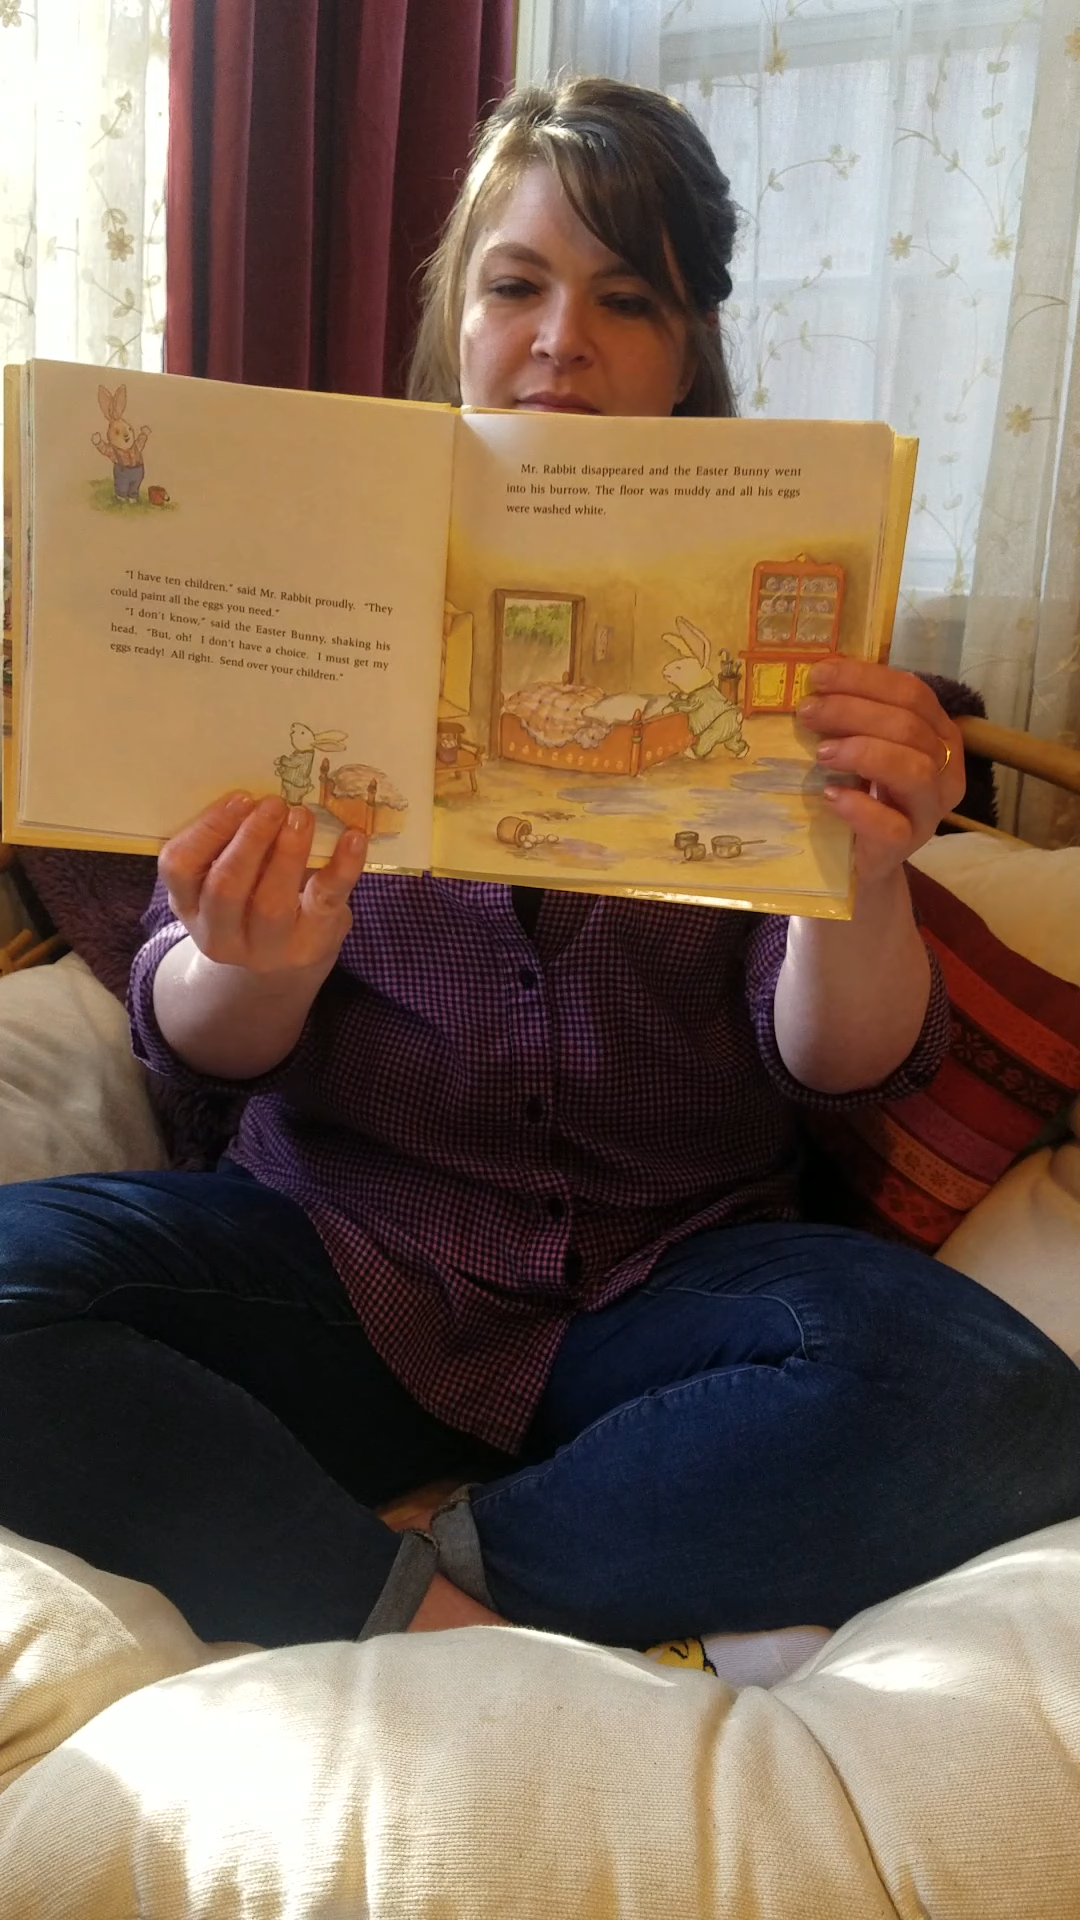 "I have ten children," said Mr. Rabbit proudly. "They
could paint all the eggs you need."
"I don't know," said the Easter Bunny, shaking his
head. "But, oh! I don't have a choice. I must get my
eggs ready! All right. Send over your children."
Mr. Rabbit disappeared and the Easter Bunny went
into his burrow. The floor was muddy and all his eggs
were washed white.